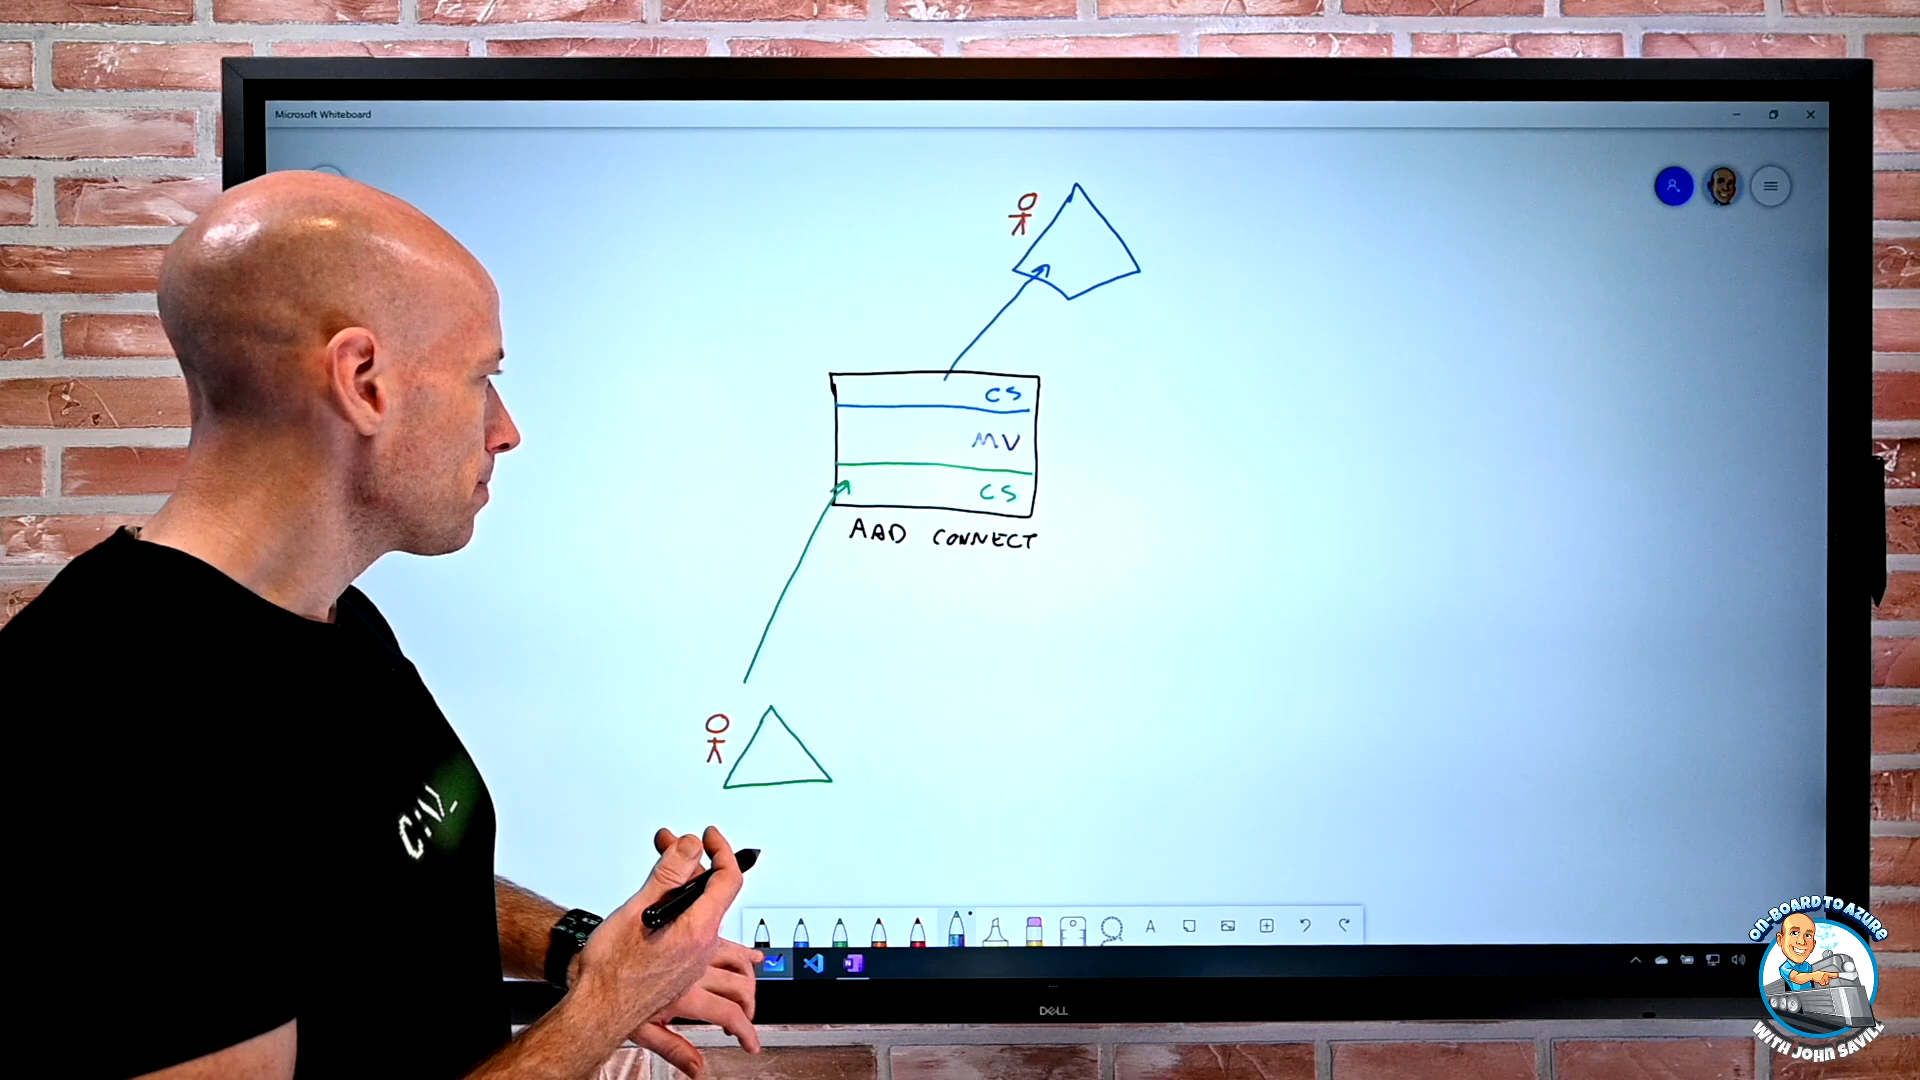 Microsoft Whiteboard
CS
MV
CS
AAD CONNECT
C:\>_
A
DELL
ON-BOARD TO AZURE
WITH JOHN SAVILL